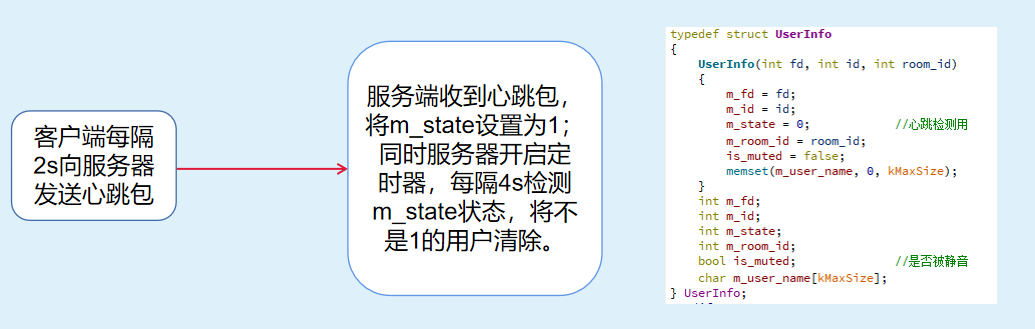 客户端每隔
2s向服务器
发送心跳包
服务端收到心跳包，
将m_state设置为1；
同时服务器开启定
时器，每隔4s检测
m_state状态，将不
是1的用户清除。
typedef struct UserInfo
{
    UserInfo(int fd, int id, int room_id)
    {
        m_fd = fd;
        m_id = id;
        m_state = 0;            //心跳检测用
        m_room_id = room_id;
        is_muted = false;
        memset(m_user_name, 0, kMaxSize);
    }
    int m_fd;
    int m_id;
    int m_state;
    int m_room_id;
    bool is_muted;              //是否被静音
    char m_user_name[kMaxSize];
} UserInfo;